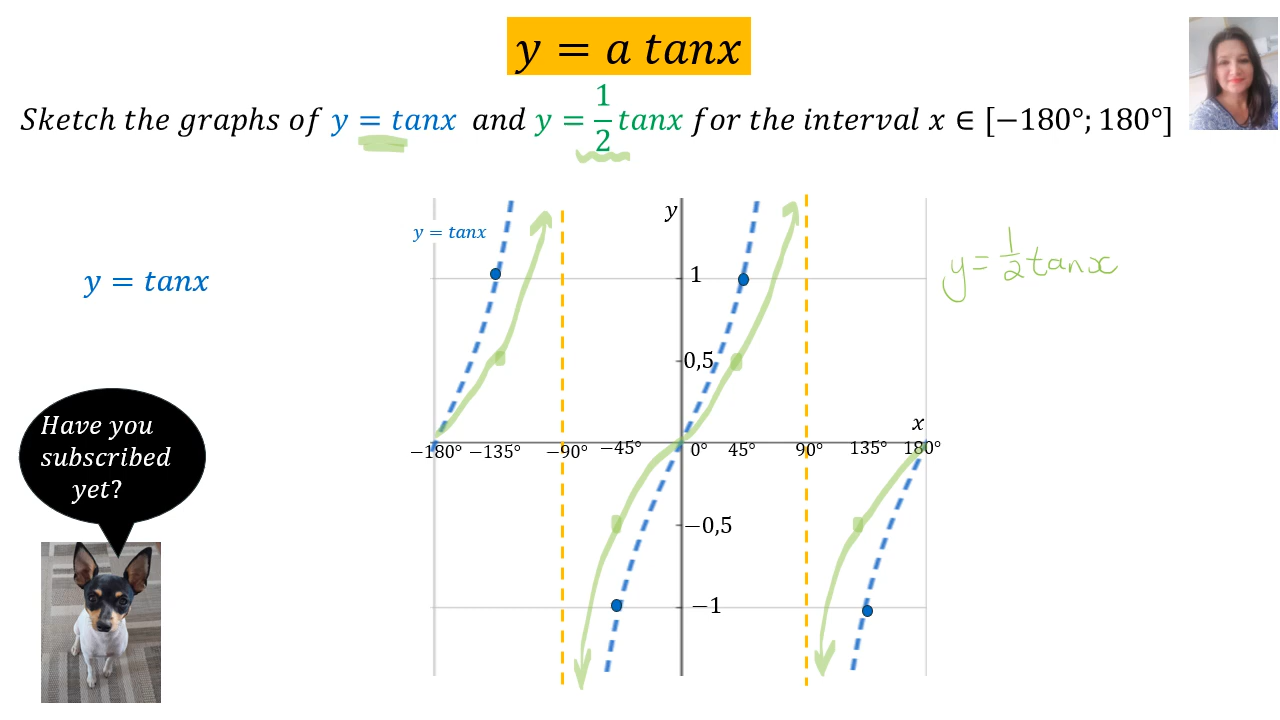 y = a tanx
Sketch the graphs of y = tanx and y = 1/2 tanx for the interval x ∈ [−180°; 180°]
y = tanx
y
y = tanx
1
y = 1/2 tanx
0,5
x
−180° −135° −90° −45° 0° 45° 90° 135° 180°
−0,5
−1
Have you
subscribed
yet?